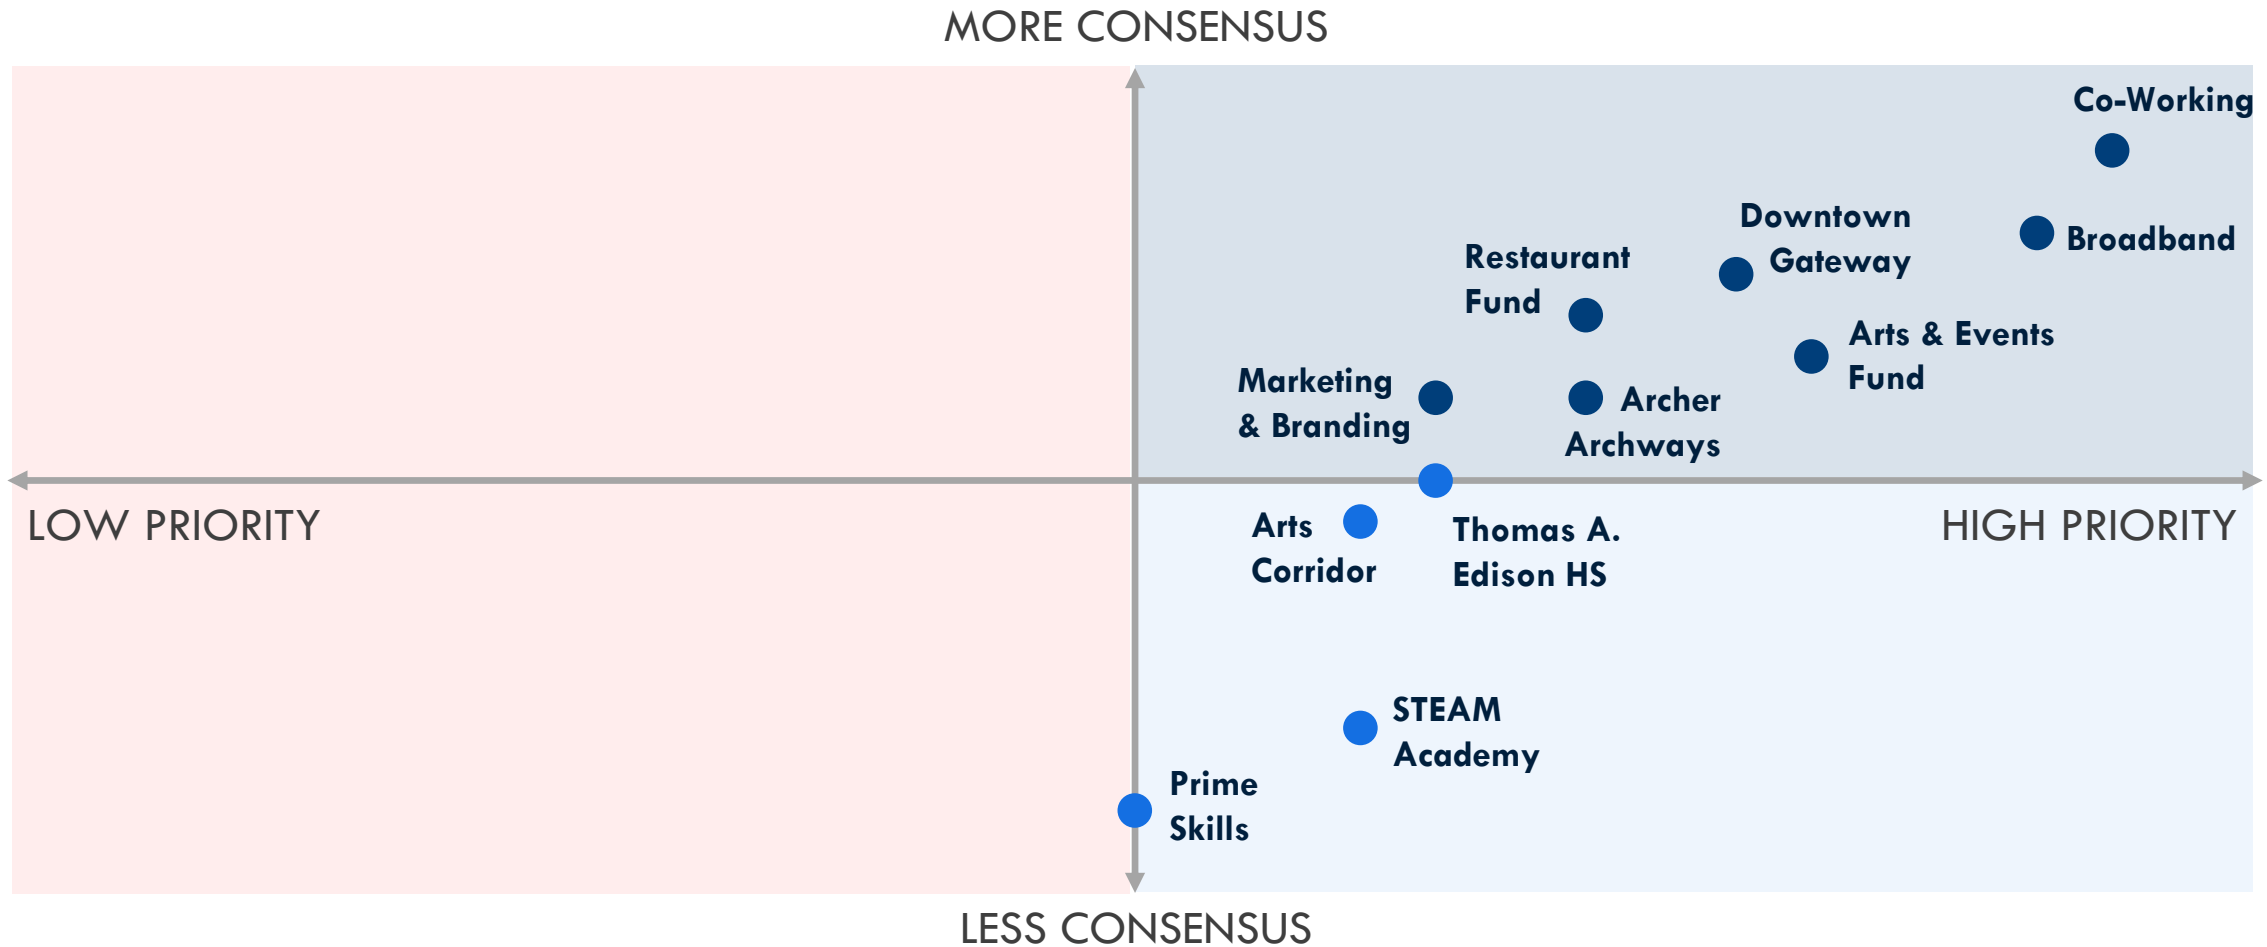 MORE CONSENSUS
Co-Working
Downtown
Gateway
Broadband
Restaurant
Fund
Arts & Events
Fund
Marketing
& Branding
Archer
Archways
LOW PRIORITY
HIGH PRIORITY
Arts
Corridor
Thomas A.
Edison HS
STEAM
Academy
Prime
Skills
LESS CONSENSUS